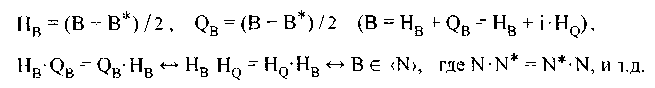 H_B = (B − B*) / 2 , Q_B = (B − B*) / 2 (B = H_B + Q_B = H_B + i·H_Q),
H_B·Q_B = Q_B·H_B ↔ H_B H_Q = H_Q·H_B ↔ B ∈ ‹N›, где N·N* = N*·N, и т.д.